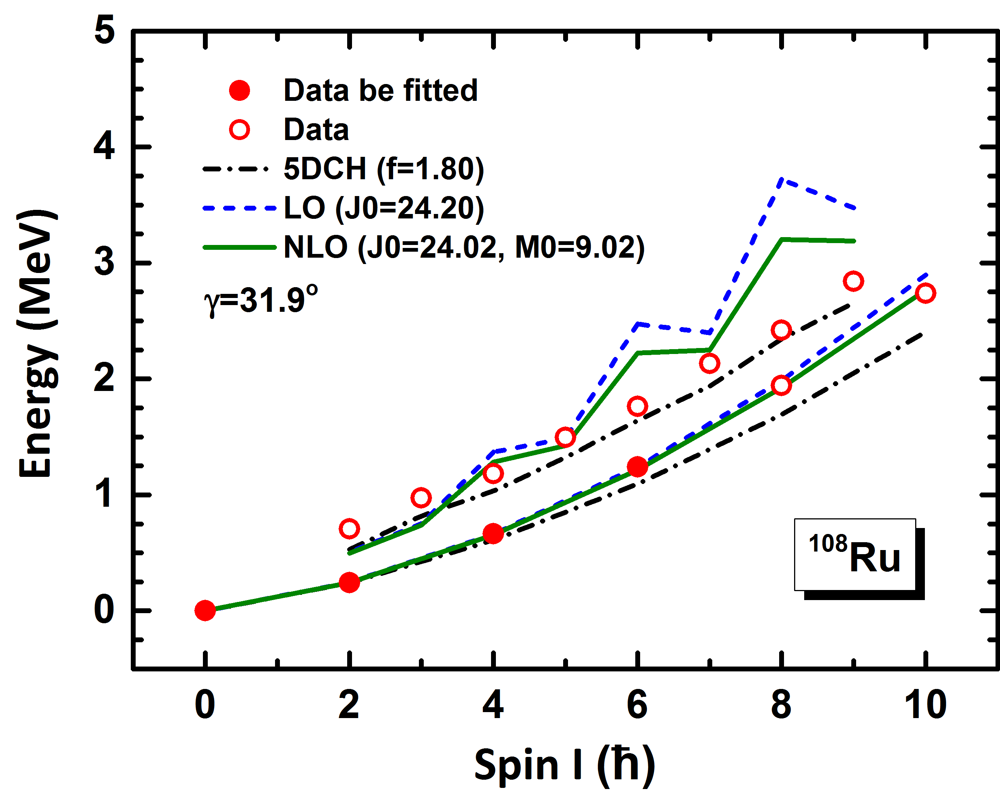 5
4
3
2
1
0
Energy (MeV)
Data be fitted
Data
5DCH (f=1.80)
LO (J0=24.20)
NLO (J0=24.02, M0=9.02)
γ=31.9°
¹⁰⁸Ru
0 2 4 6 8 10
Spin I (ħ)